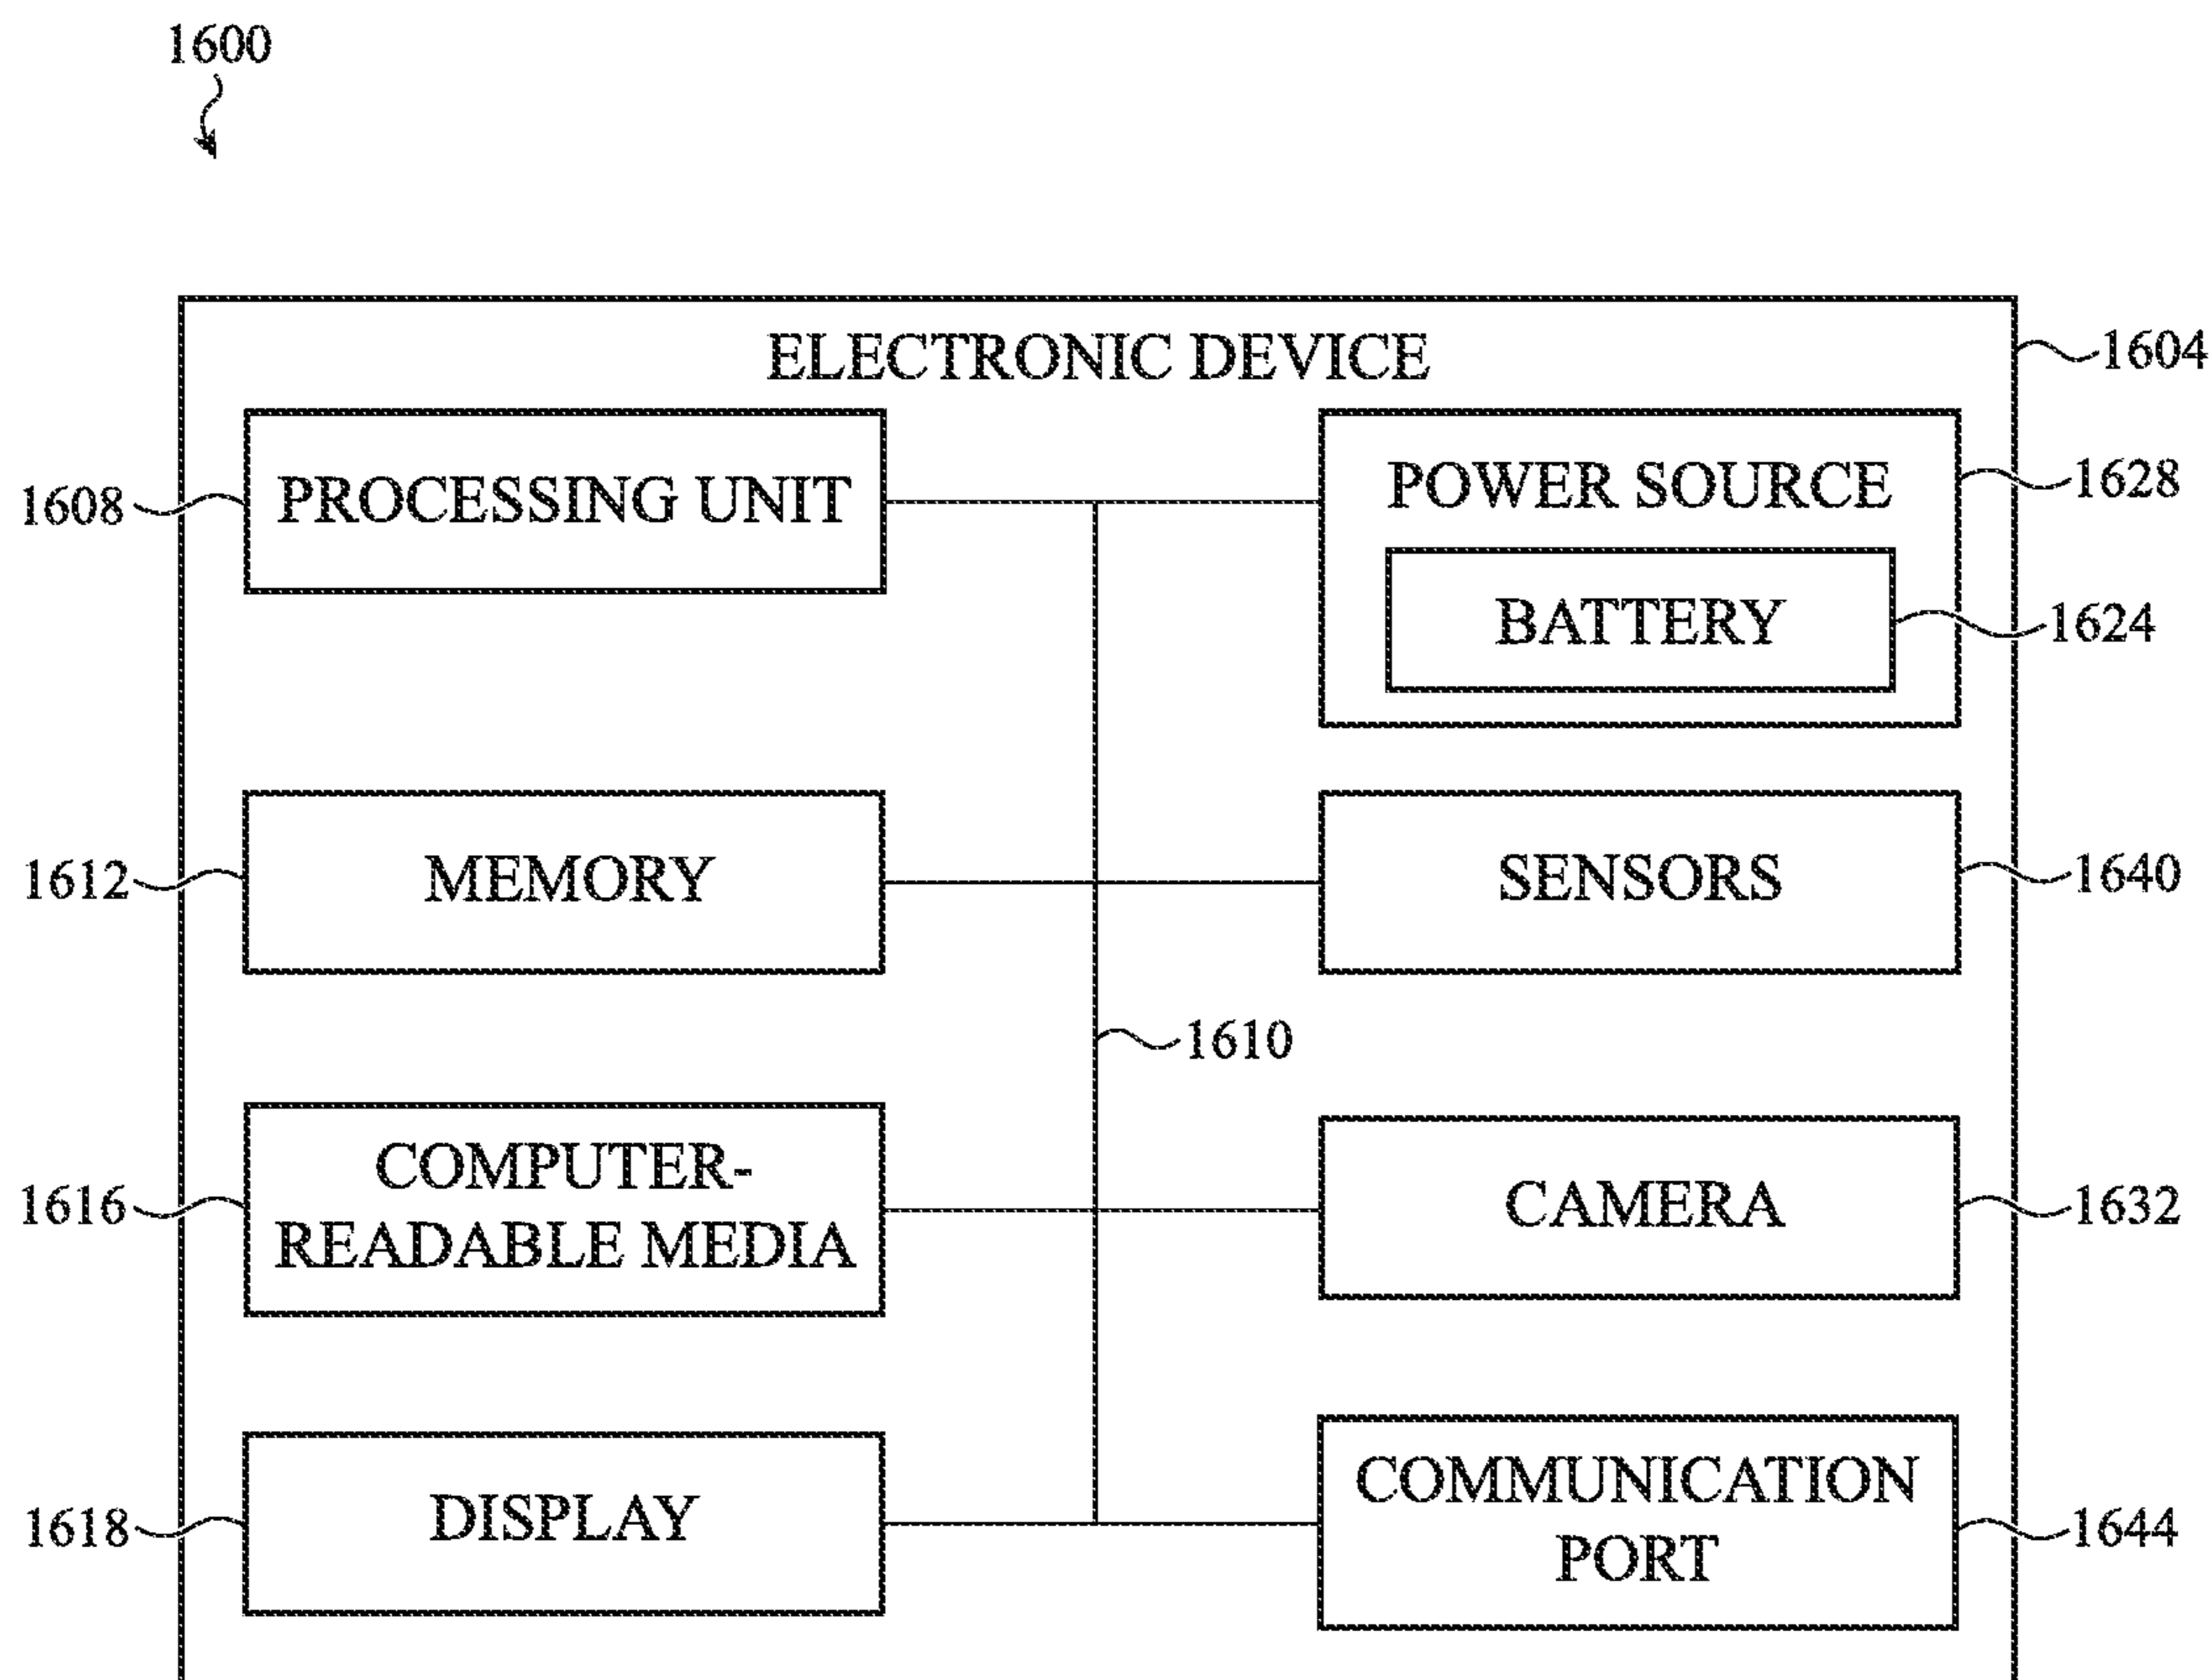 1600
ELECTRONIC DEVICE
1604
1608
PROCESSING UNIT
POWER SOURCE
1628
BATTERY
1624
1612
MEMORY
SENSORS
1640
1610
1616
COMPUTER-
READABLE MEDIA
CAMERA
1632
1618
DISPLAY
COMMUNICATION
PORT
1644